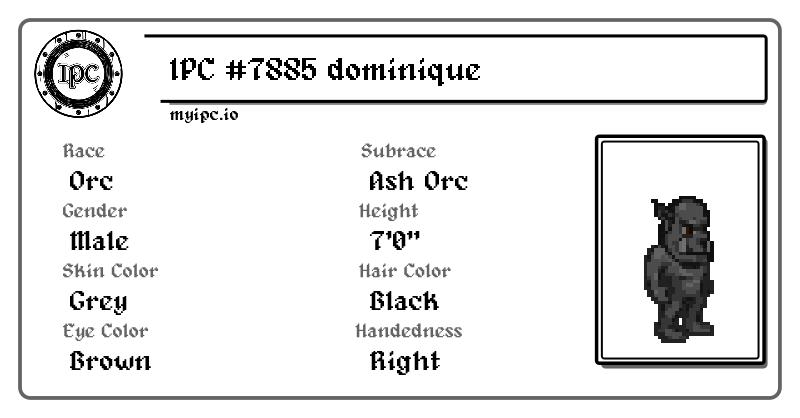 IPC
IPC #7885 dominique
myipc.io
Race
Orc
Subrace
Ash Orc
Gender
Male
Height
7'0"
Skin Color
Grey
Hair Color
Black
Eye Color
Brown
Handedness
Right